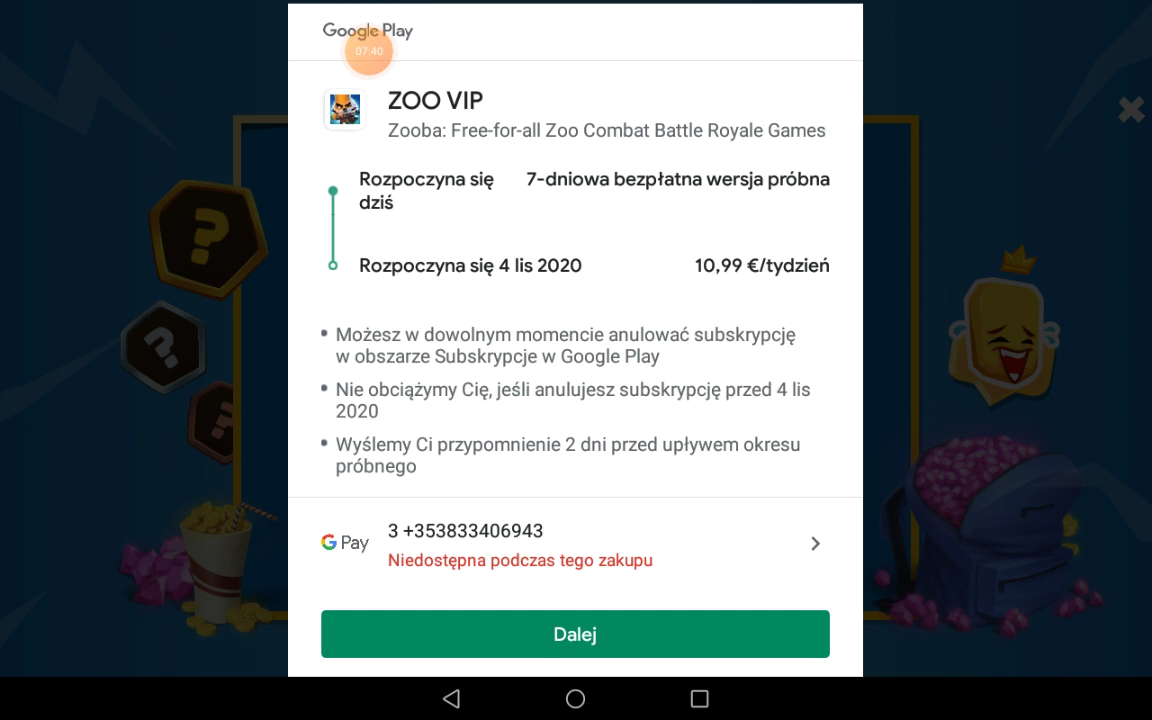 Google Play
07:40
ZOO VIP
Zooba: Free-for-all Zoo Combat Battle Royale Games
Rozpoczyna się dziś
7-dniowa bezpłatna wersja próbna
Rozpoczyna się 4 lis 2020
10,99 €/tydzień
• Możesz w dowolnym momencie anulować subskrypcję
w obszarze Subskrypcje w Google Play
• Nie obciążymy Cię, jeśli anulujesz subskrypcję przed 4 lis
2020
• Wyślemy Ci przypomnienie 2 dni przed upływem okresu
próbnego
G Pay
3 +353833406943
Niedostępna podczas tego zakupu
Dalej